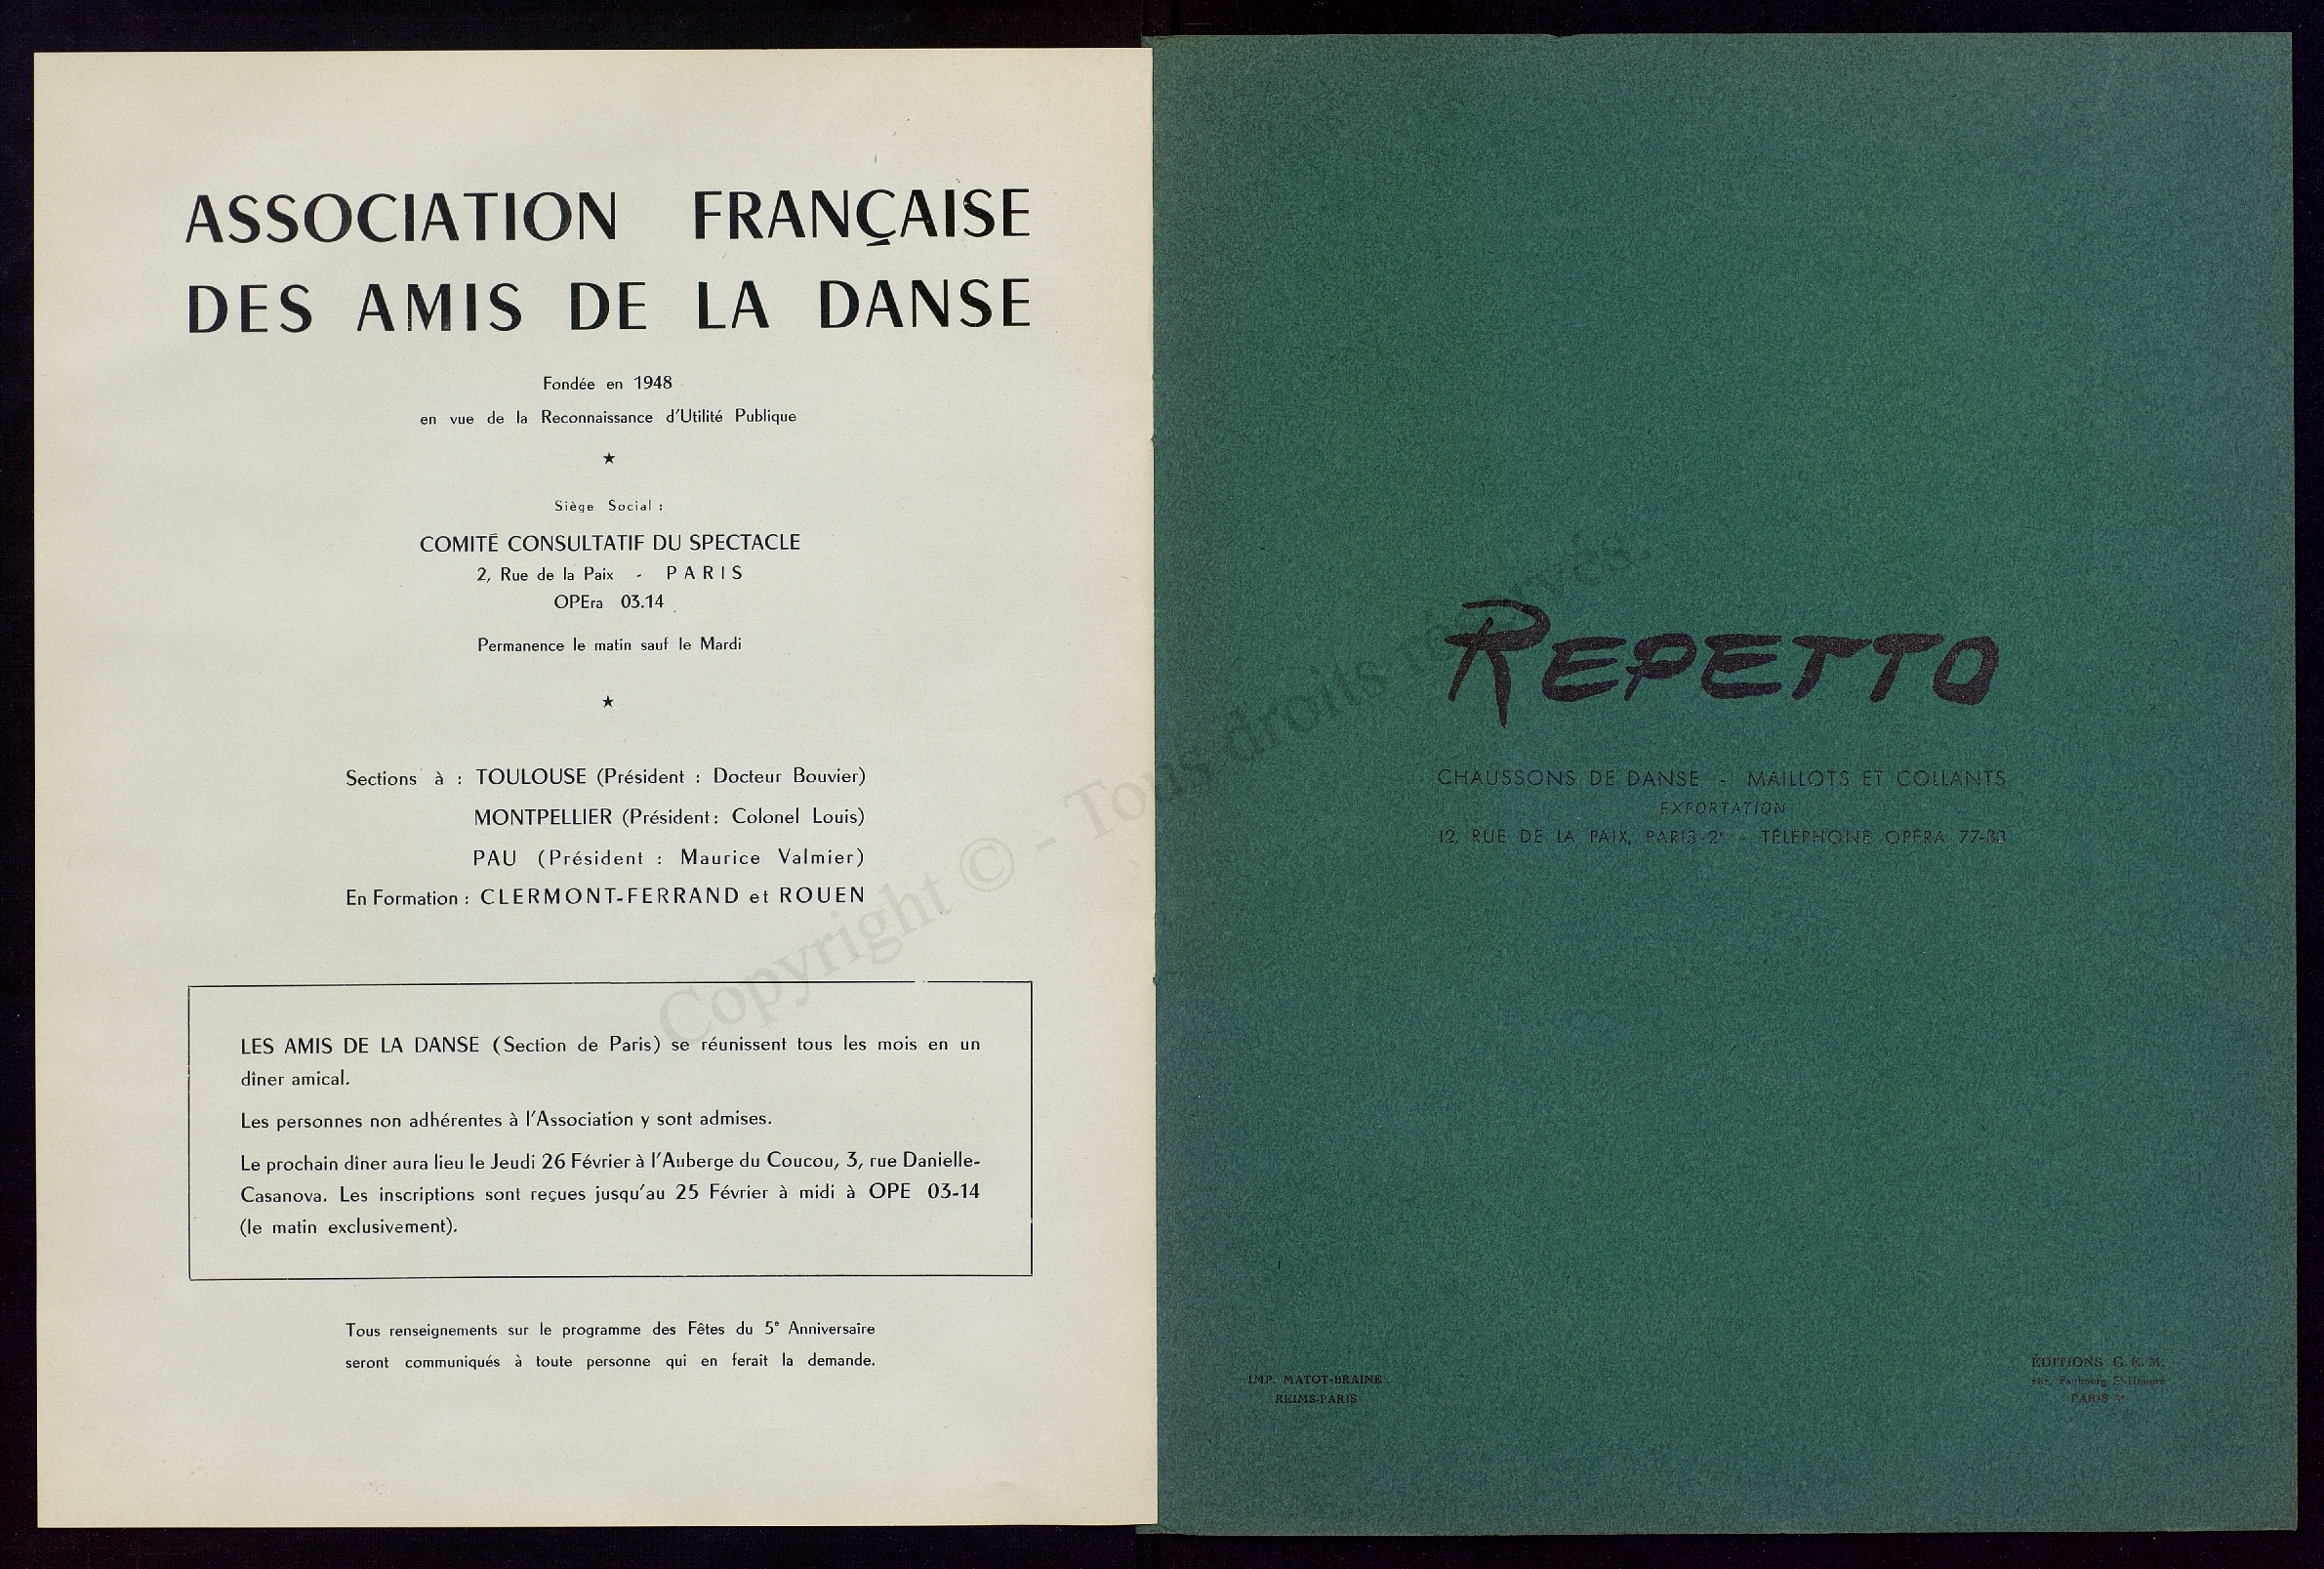 ASSOCIATION FRANÇAISE
DES AMIS DE LA DANSE
Fondée en 1948
en vue de la Reconnaissance d'Utilité Publique
★
Siège Social :
COMITÉ CONSULTATIF DU SPECTACLE
2, Rue de la Paix - PARIS
OPEra 03.14
Permanence le matin sauf le Mardi
★
Sections à : TOULOUSE (Président : Docteur Bouvier)
MONTPELLIER (Président : Colonel Louis)
PAU (Président : Maurice Valmier)
En Formation : CLERMONT-FERRAND et ROUEN
LES AMIS DE LA DANSE (Section de Paris) se réunissent tous les mois en un
dîner amical.
Les personnes non adhérentes à l'Association y sont admises.
Le prochain dîner aura lieu le Jeudi 26 Février à l'Auberge du Coucou, 3, rue Danielle-
Casanova. Les inscriptions sont reçues jusqu'au 25 Février à midi à OPE 03-14
(le matin exclusivement).
Tous renseignements sur le programme des Fêtes du 5e Anniversaire
seront communiqués à toute personne qui en ferait la demande.
Copyright © - Tous droits réservés.
REPETTO
CHAUSSONS DE DANSE - MAILLOTS ET COLLANTS
EXPORTATION
12, RUE DE LA PAIX, PARIS-2e - TÉLÉPHONE OPÉRA 77-
IMP. MATOT-BRAINE
REIMS-PARIS
ÉDITIONS G. E. M.
Faubourg St-Honoré
PARIS